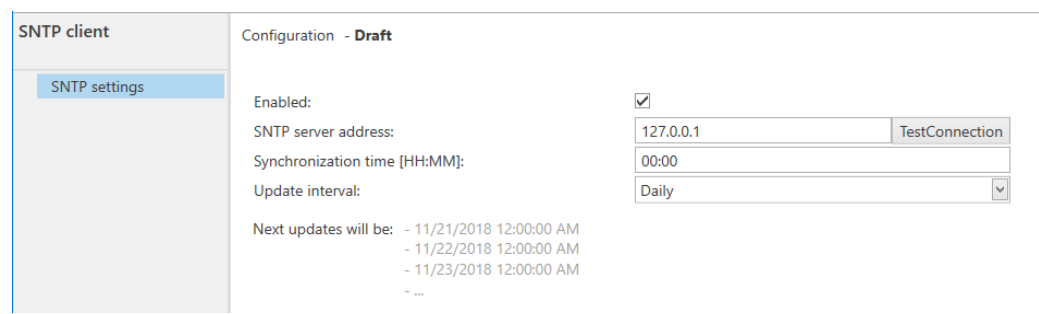 SNTP client
Configuration - Draft
SNTP settings
Enabled:
SNTP server address: 127.0.0.1 TestConnection
Synchronization time [HH:MM]: 00:00
Update interval: Daily
Next updates will be: - 11/21/2018 12:00:00 AM
- 11/22/2018 12:00:00 AM
- 11/23/2018 12:00:00 AM
- ...